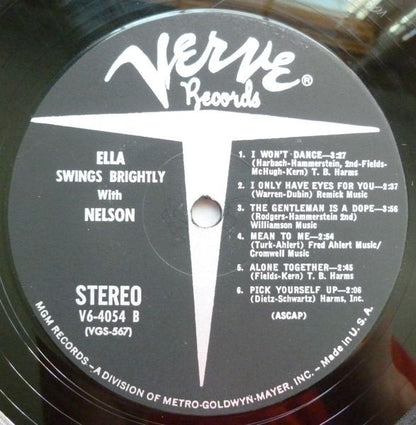 Verve ®
Records
ELLA
SWINGS BRIGHTLY
With
NELSON
STEREO
V6-4054 B
(VGS-567)
1. I WON'T DANCE—3:27
(Harbach-Hammerstein, 2nd-Fields-
McHugh-Kern) T. B. Harms
2. I ONLY HAVE EYES FOR YOU—2:37
(Warren-Dubin) Remick Music
3. THE GENTLEMAN IS A DOPE—3:56
(Rodgers-Hammerstein 2nd)
Williamson Music
4. MEAN TO ME—2:54
(Turk-Ahlert) Fred Ahlert Music/
Cromwell Music
5. ALONE TOGETHER—2:45
(Fields-Kern) T. B. Harms
6. PICK YOURSELF UP—2:06
(Dietz-Schwartz) Harms, Inc.
(ASCAP)
MGM RECORDS—A DIVISION OF METRO-GOLDWYN-MAYER, INC.—Made in U. S. A.